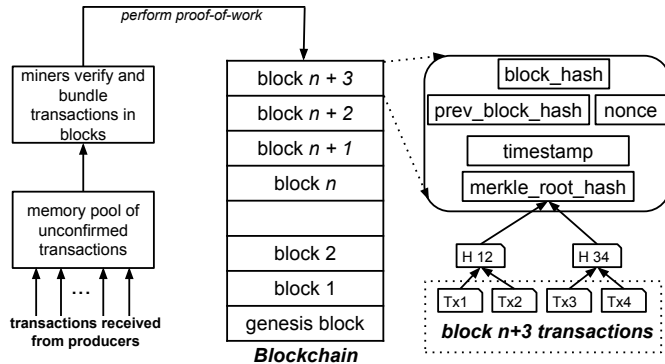 perform proof-of-work
miners verify and
bundle
transactions in
blocks
memory pool of
unconfirmed
transactions
...
transactions received
from producers
block n + 3
block n + 2
block n + 1
block n
block 2
block 1
genesis block
Blockchain
block_hash
prev_block_hash
nonce
timestamp
merkle_root_hash
H 12
H 34
Tx1
Tx2
Tx3
Tx4
block n+3 transactions